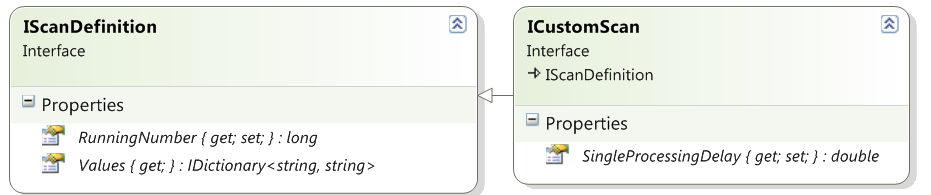 IScanDefinition
Interface
Properties
RunningNumber { get; set; } : long
Values { get; } : IDictionary<string, string>
ICustomScan
Interface
IScanDefinition
Properties
SingleProcessingDelay { get; set; } : double